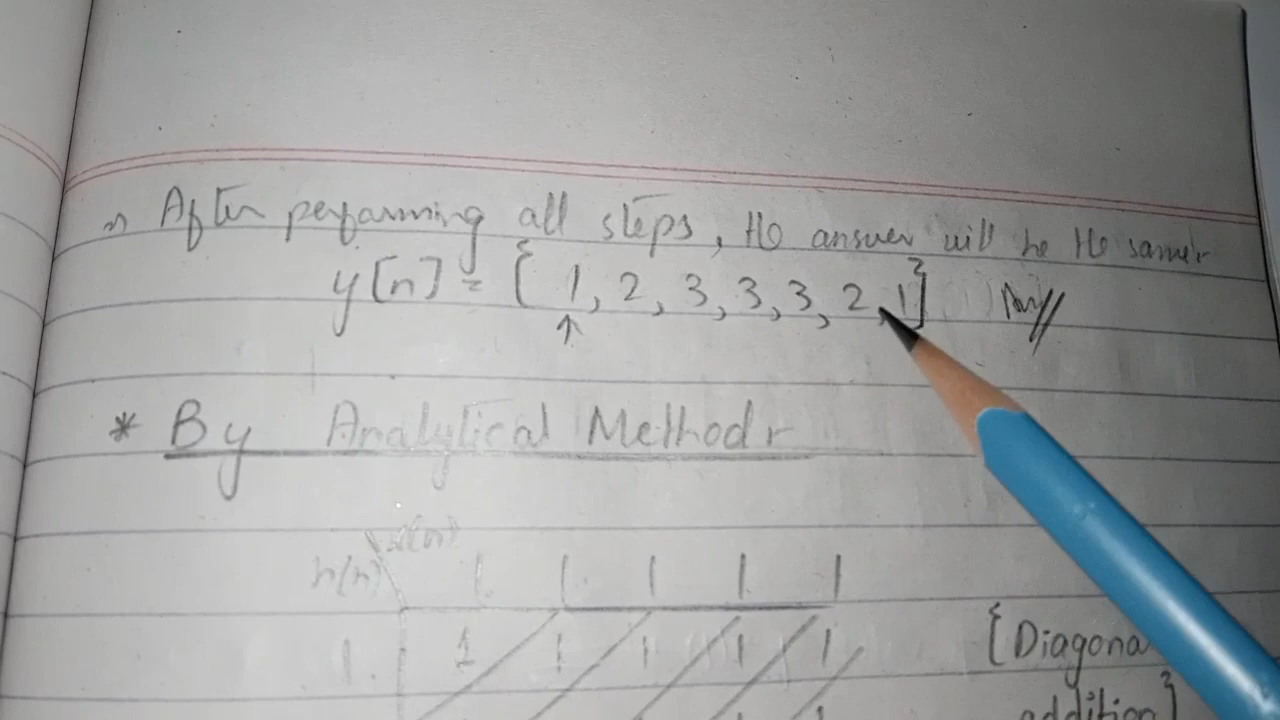 After performing all steps, the answer will be the same:-
y[n] = { 1, 2, 3, 3, 3, 2, 1} Ans//
↑
* By Analytical Method:-
x(n)
h(n) 1 1 1 1 1
1 1 1 1 1 1 {Diagona
addition}